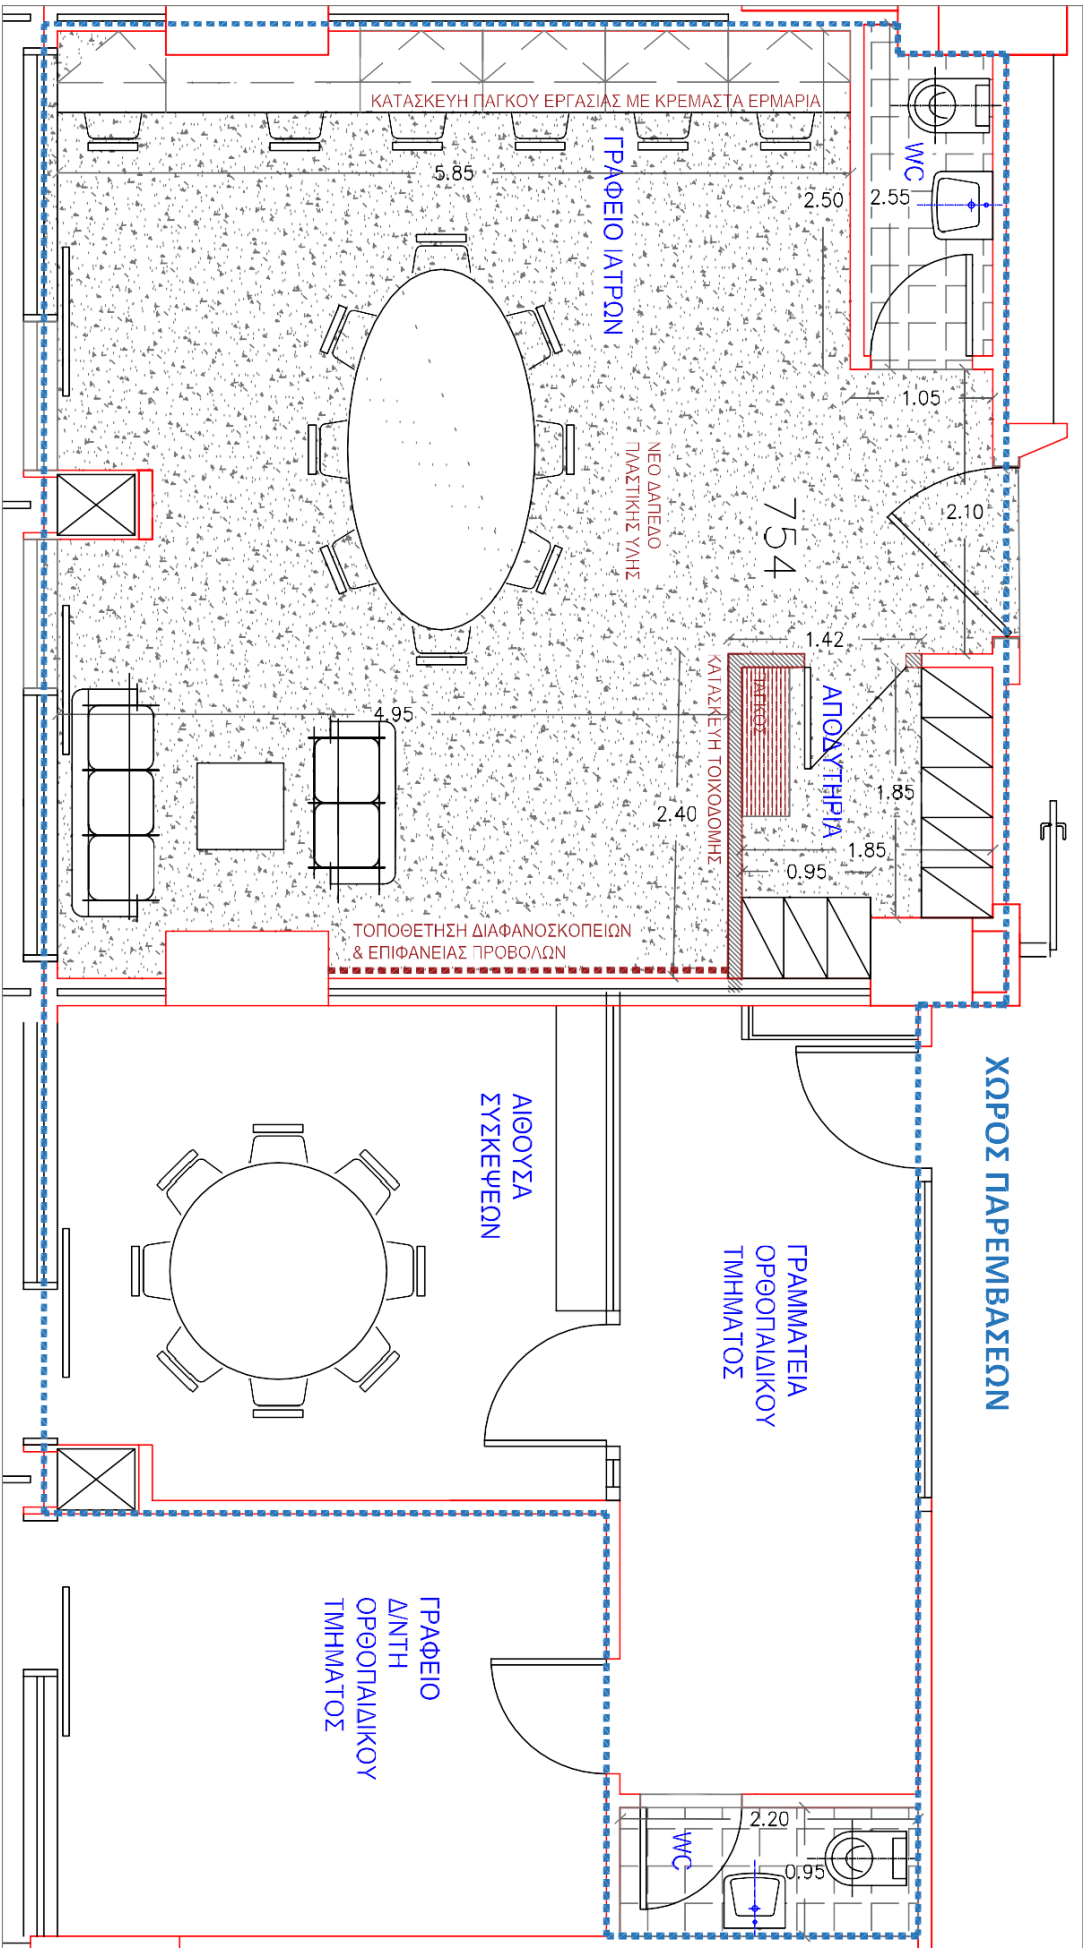 ΚΑΤΑΣΚΕΥΗ ΠΑΓΚΟΥ ΕΡΓΑΣΙΑΣ ΜΕ ΚΡΕΜΑΣΤΑ ΕΡΜΑΡΙΑ
WC
ΓΡΑΦΕΙΟ ΙΑΤΡΩΝ
5.85
2.50
2.55
1.05
ΝΕΟ ΔΑΠΕΔΟ
ΠΛΑΣΤΙΚΗΣ ΥΛΗΣ
754
2.10
1.42
ΚΑΤΑΣΚΕΥΗ ΤΟΙΧΟΔΟΜΗΣ
ΠΑΓΚΟΣ
ΑΠΟΔΥΤΗΡΙΑ
4.95
1.85
2.40
1.85
0.95
ΤΟΠΟΘΕΤΗΣΗ ΔΙΑΦΑΝΟΣΚΟΠΕΙΩΝ
& ΕΠΙΦΑΝΕΙΑΣ ΠΡΟΒΟΛΩΝ
ΧΩΡΟΣ ΠΑΡΕΜΒΑΣΕΩΝ
ΑΙΘΟΥΣΑ
ΣΥΣΚΕΨΕΩΝ
ΓΡΑΜΜΑΤΕΙΑ
ΟΡΘΟΠΑΙΔΙΚΟΥ
ΤΜΗΜΑΤΟΣ
ΓΡΑΦΕΙΟ
Δ/ΝΤΗ
ΟΡΘΟΠΑΙΔΙΚΟΥ
ΤΜΗΜΑΤΟΣ
2.20
WC
0.95